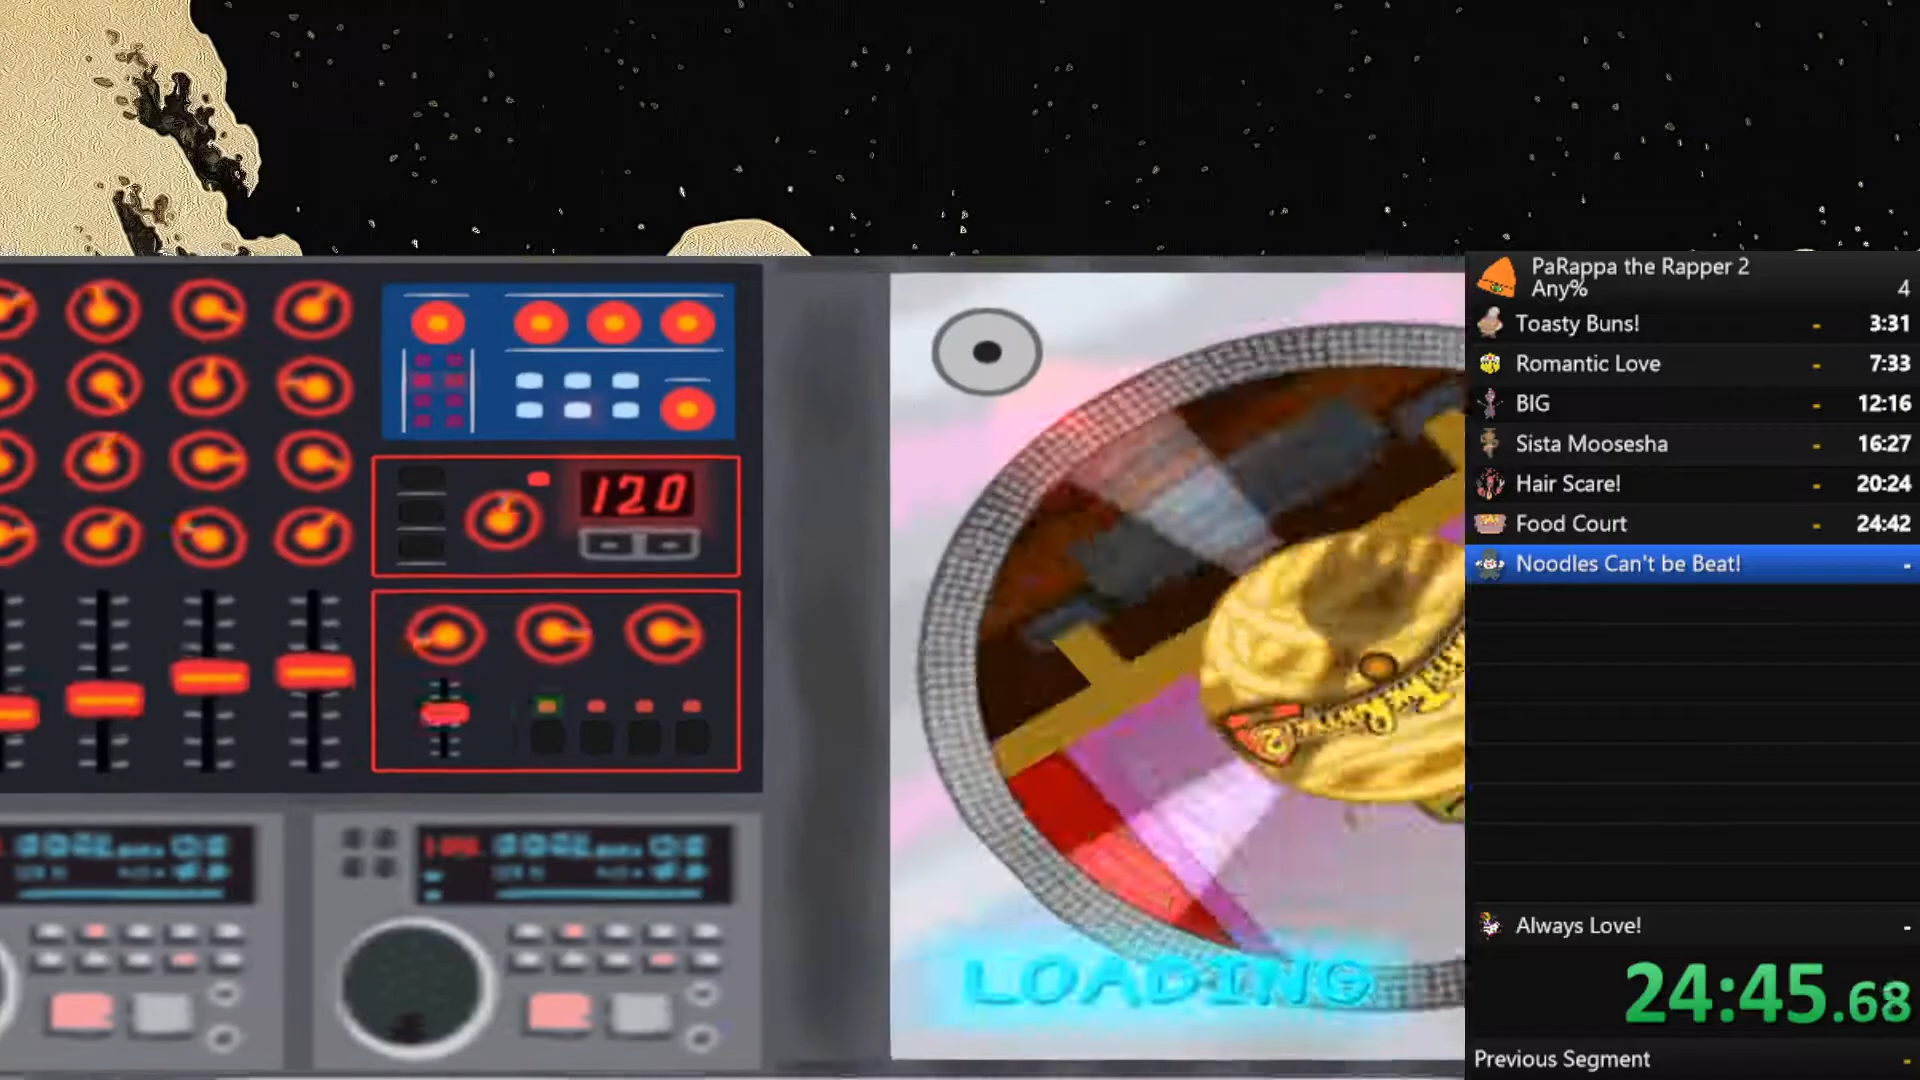 PaRappa the Rapper 2
Any% 4
Toasty Buns! - 3:31
Romantic Love - 7:33
BIG - 12:16
Sista Moosesha - 16:27
Hair Scare! - 20:24
Food Court - 24:42
Noodles Can't be Beat! -
120
LOADING
Always Love! -
24:45.68
Previous Segment -